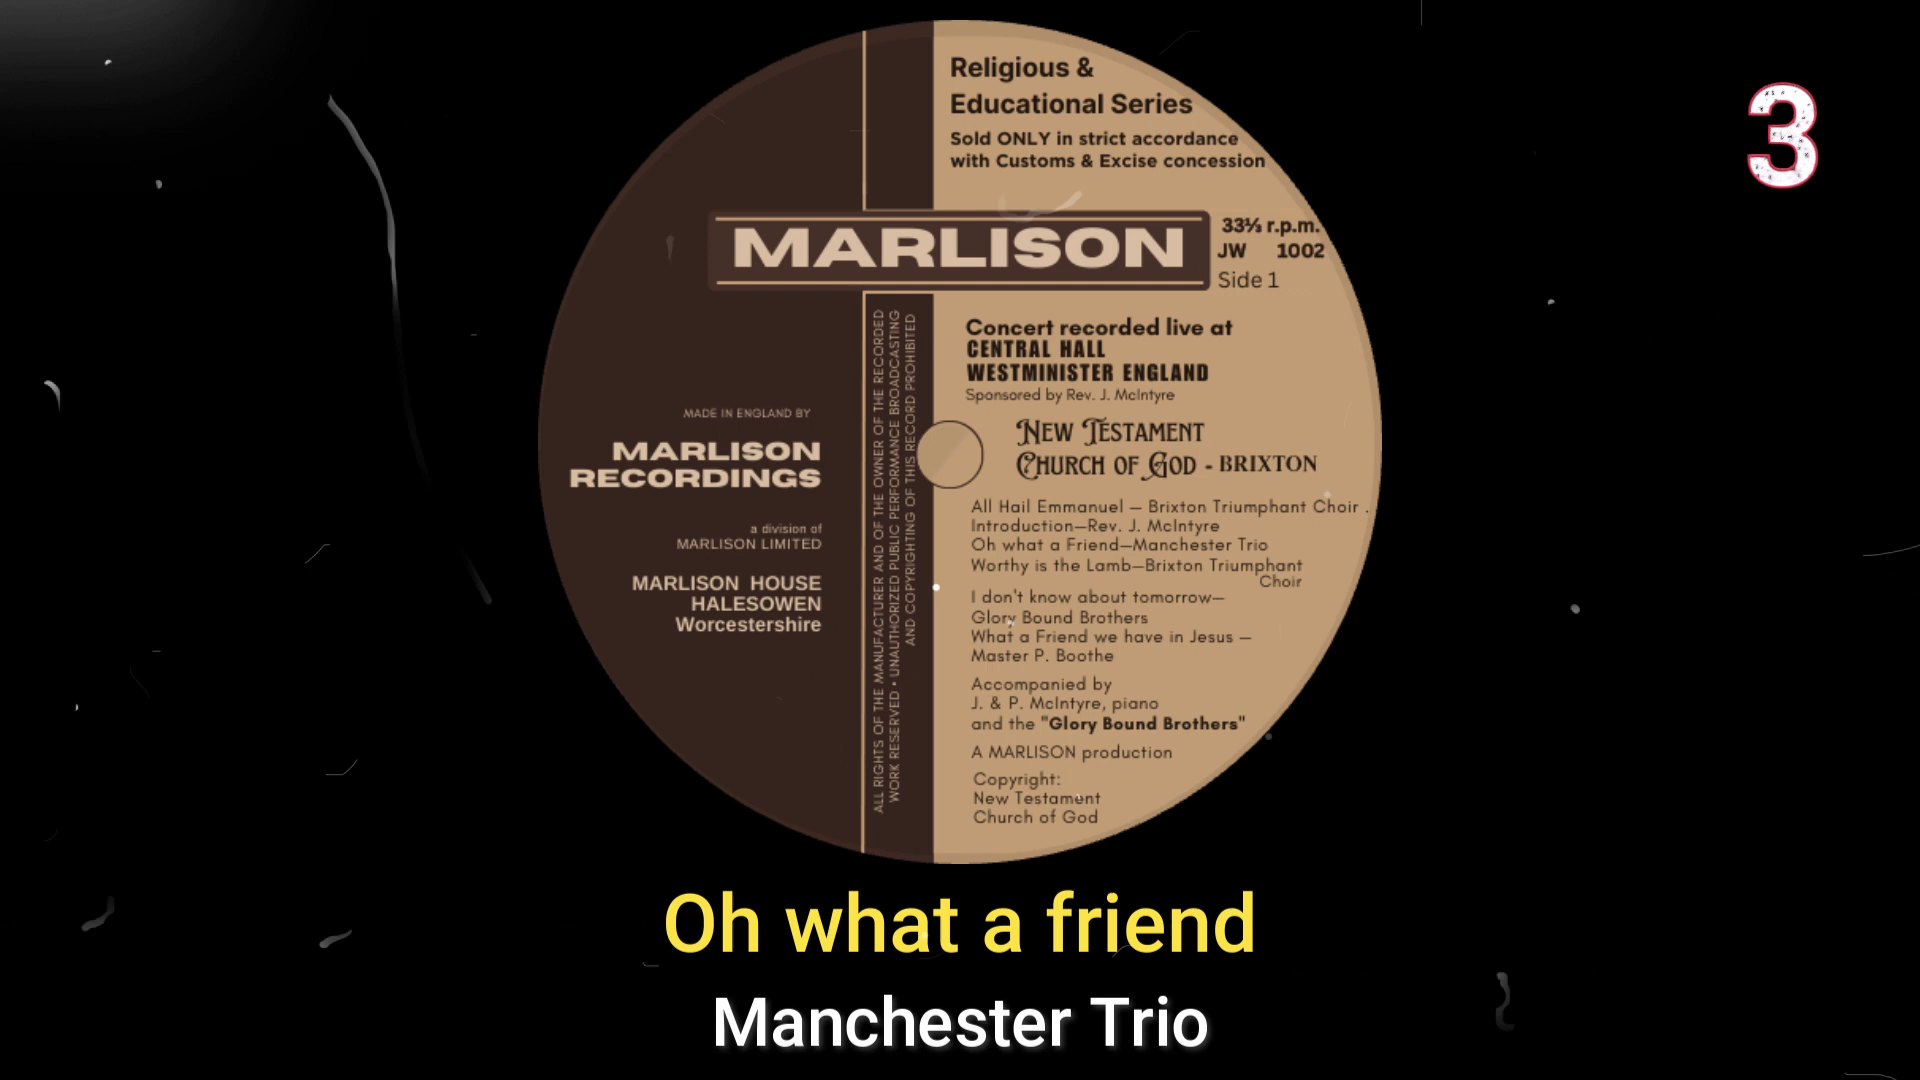 Religious &
Educational Series
Sold ONLY in strict accordance
with Customs & Excise concession
3
MARLISON
33⅓ r.p.m.
JW 1002
Side 1
Concert recorded live at
CENTRAL HALL
WESTMINISTER ENGLAND
Sponsored by Rev. J. McIntyre
NEW TESTAMENT
CHURCH OF GOD - BRIXTON
All Hail Emmanuel — Brixton Triumphant Choir .
Introduction—Rev. J. McIntyre
Oh what a Friend—Manchester Trio
Worthy is the Lamb—Brixton Triumphant
Choir
I don't know about tomorrow—
Glory Bound Brothers
What a Friend we have in Jesus —
Master P. Boothe
Accompanied by
J. & P. McIntyre, piano
and the "Glory Bound Brothers"
A MARLISON production
Copyright:
New Testament
Church of God
MADE IN ENGLAND BY
MARLISON
RECORDINGS
a division of
MARLISON LIMITED
MARLISON HOUSE
HALESOWEN
Worcestershire
ALL RIGHTS OF THE MANUFACTURER AND OF THE OWNER OF THE RECORDED
WORK RESERVED • UNAUTHORIZED PUBLIC PERFORMANCE BROADCASTING
AND COPYRIGHTING OF THIS RECORD PROHIBITED
Oh what a friend
Manchester Trio